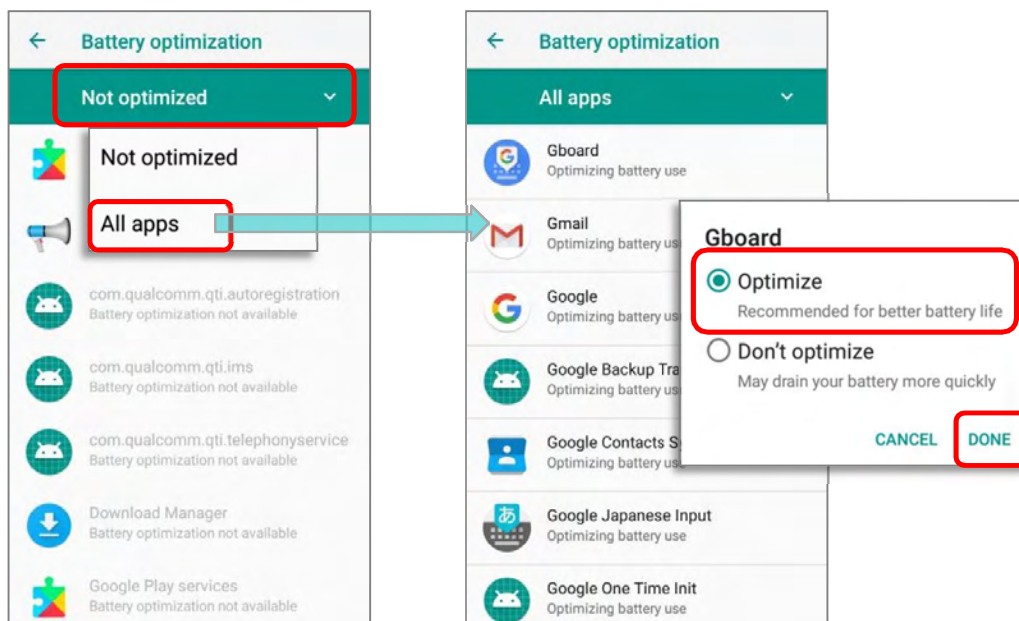 Battery optimization
Not optimized
Not optimized
All apps
com.qualcomm.qti.autoregistration
Battery optimization not available
com.qualcomm.qti.ims
Battery optimization not available
com.qualcomm.qti.telephonyservice
Battery optimization not available
Download Manager
Battery optimization not available
Google Play services
Battery optimization not available
Battery optimization
All apps
Gboard
Optimizing battery use
Gmail
Optimizing battery us
Google
Optimizing battery us
Google Backup Tra
Optimizing battery us
Google Contacts S
Optimizing battery use
あ
Google Japanese Input
Optimizing battery use
Google One Time Init
Optimizing battery use
Gboard
Optimize
Recommended for better battery life
Don't optimize
May drain your battery more quickly
CANCEL DONE